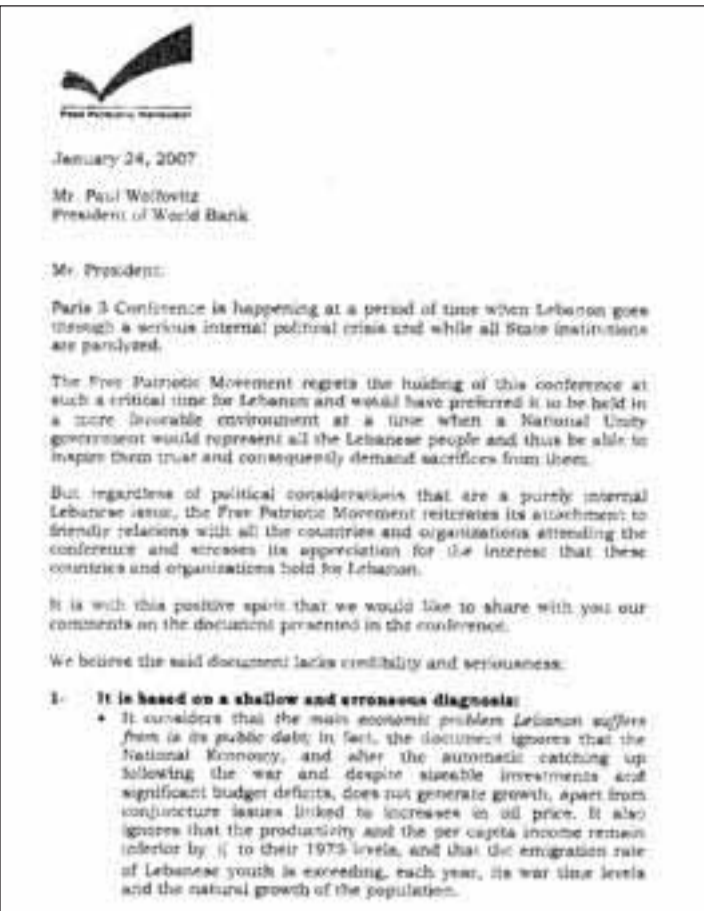 FREE PATRIOTIC MOVEMENT
January 24, 2007
Mr. Paul Wolfovitz
President of World Bank
Mr. President:
Paris 3 Conference is happening at a period of time when Lebanon goes
through a serious internal political crisis and while all State institutions
are paralyzed.
The Free Patriotic Movement regrets the holding of this conference at
such a critical time for Lebanon and would have preferred it to be held in
a more favorable environment at a time when a National Unity
government would represent all the Lebanese people and thus be able to
inspire them trust and consequently demand sacrifices from them.
But regardless of political considerations that are a purely internal
Lebanese issue, the Free Patriotic Movement reiterates its attachment to
friendly relations with all the countries and organizations attending the
conference and stresses its appreciation for the interest that these
countries and organizations hold for Lebanon.
It is with this positive spirit that we would like to share with you our
comments on the document presented in the conference.
We believe the said document lacks credibility and seriousness:
1- It is based on a shallow and erroneous diagnosis:
• It considers that the main economic problem Lebanon suffers
from is its public debt; in fact, the document ignores that the
National Economy, and after the automatic catching up
following the war and despite sizeable investments and
significant budget deficits, does not generate growth, apart from
conjuncture issues linked to increases in oil price. It also
ignores that the productivity and the per capita income remain
inferior by to their 1975 levels, and that the emigration rate
of Lebanese youth is exceeding, each year, its war time levels
and the natural growth of the population.